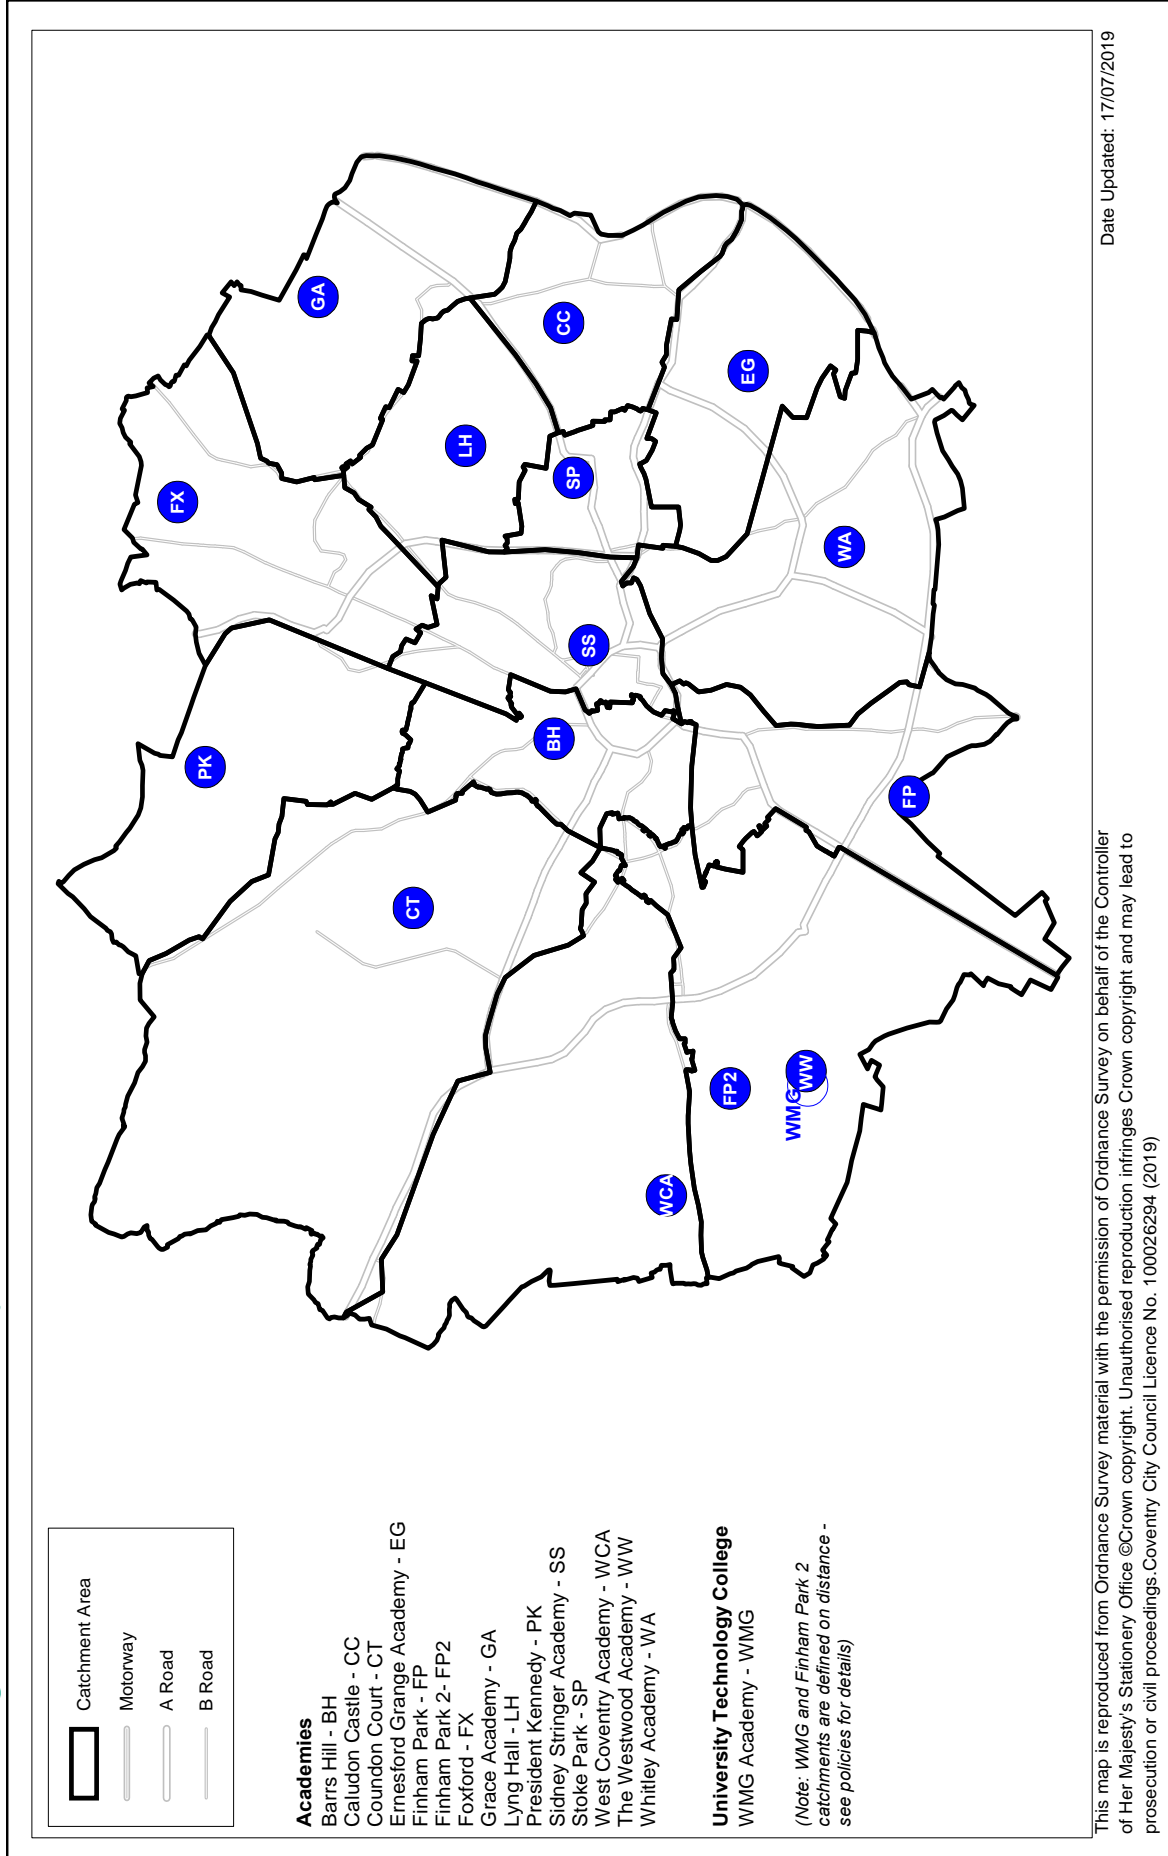 Catchment Area
Motorway
A Road
B Road
Academies
Barrs Hill - BH
Caludon Castle - CC
Coundon Court - CT
Ernesford Grange Academy - EG
Finham Park - FP
Finham Park 2- FP2
Foxford - FX
Grace Academy - GA
Lyng Hall - LH
President Kennedy - PK
Sidney Stringer Academy - SS
Stoke Park - SP
West Coventry Academy - WCA
The Westwood Academy - WW
Whitley Academy - WA
University Technology College
WMG Academy - WMG
(Note: WMG and Finham Park 2
catchments are defined on distance -
see policies for details)
FX
PK
GA
CT
LH
BH
CC
SP
SS
WCA
FP2
EG
WMG
WW
WA
FP
This map is reproduced from Ordnance Survey material with the permission of Ordnance Survey on behalf of the Controller
of Her Majesty's Stationery Office ©Crown copyright. Unauthorised reproduction infringes Crown copyright and may lead to
prosecution or civil proceedings.Coventry City Council Licence No. 100026294 (2019)
Date Updated: 17/07/2019